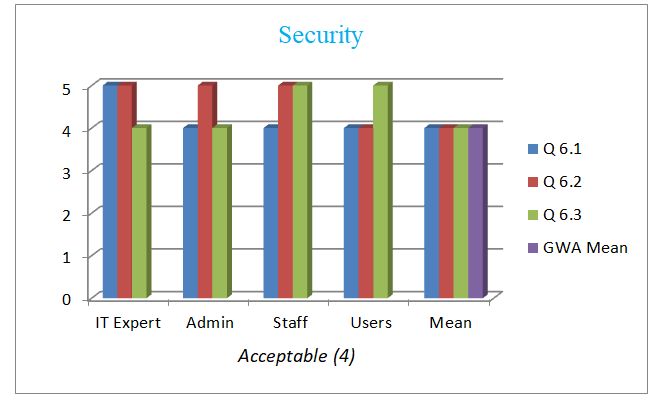 Security
5
4
3
2
1
0
IT Expert Admin Staff Users Mean
Acceptable (4)
Q 6.1
Q 6.2
Q 6.3
GWA Mean